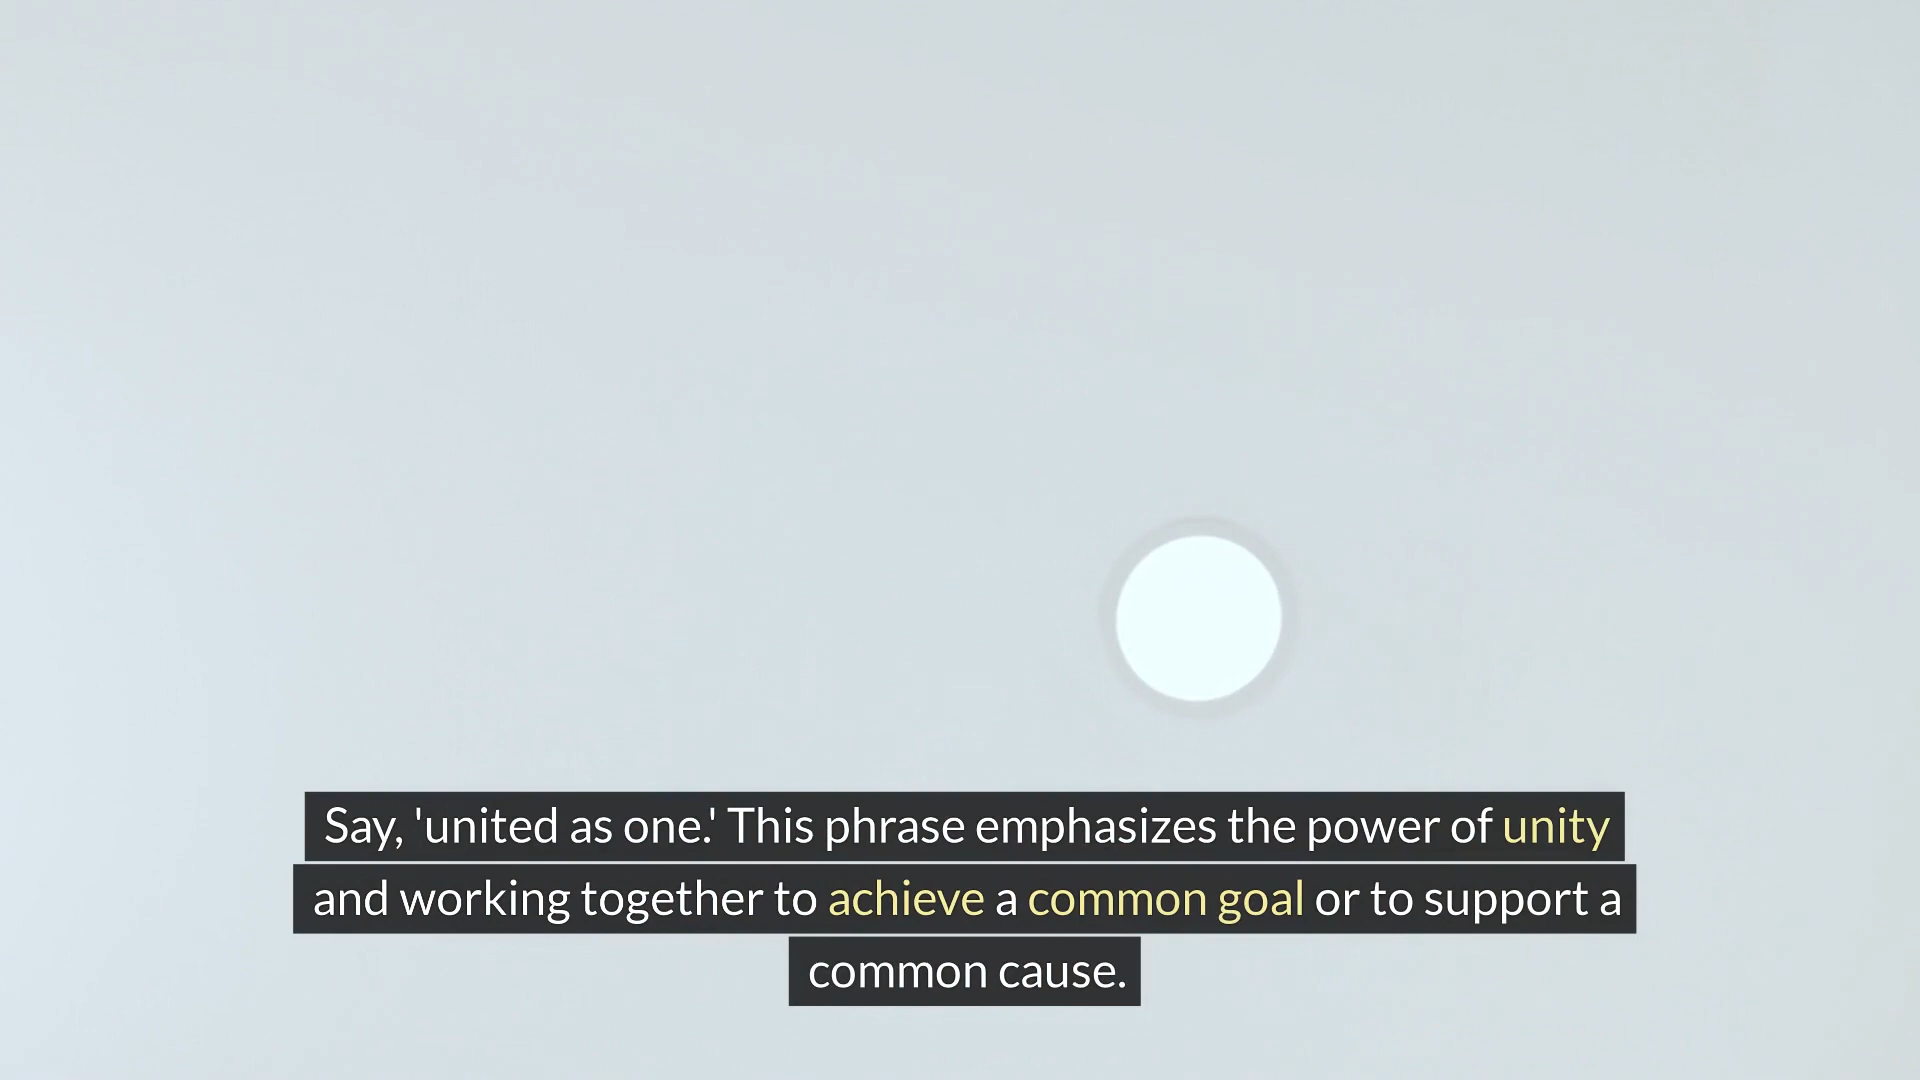 Say, 'united as one.' This phrase emphasizes the power of unity
and working together to achieve a common goal or to support a
common cause.